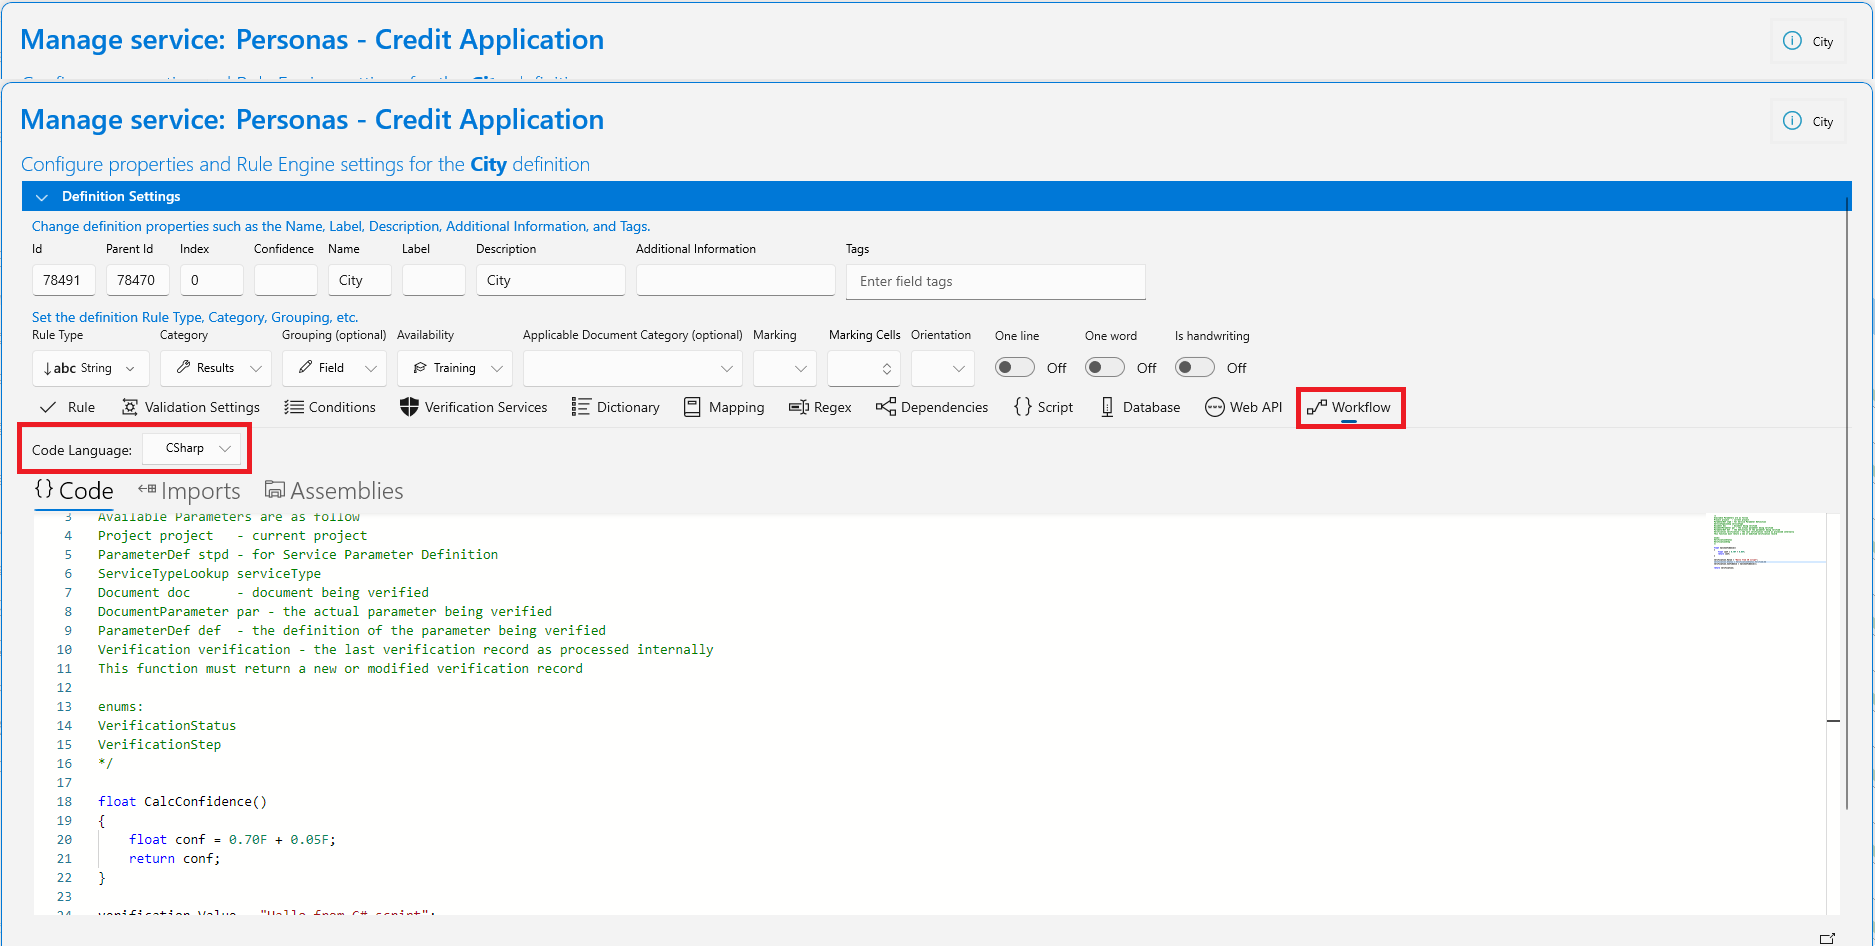 Manage service: Personas - Credit Application
City
Manage service: Personas - Credit Application
City
Configure properties and Rule Engine settings for the City definition
Definition Settings
Change definition properties such as the Name, Label, Description, Additional Information, and Tags.
Id Parent Id Index Confidence Name Label Description Additional Information Tags
78491 78470 0 City City Enter field tags
Set the definition Rule Type, Category, Grouping, etc.
Rule Type Category Grouping (optional) Availability Applicable Document Category (optional) Marking Marking Cells Orientation One line One word Is handwriting
abc String Results Field Training Off Off Off
Rule Validation Settings Conditions Verification Services Dictionary Mapping Regex Dependencies {} Script Database Web API Workflow
Code Language: CSharp
{} Code Imports Assemblies
3 Available Parameters are as follow
4 Project project - current project
5 ParameterDef stpd - for Service Parameter Definition
6 ServiceTypeLookup serviceType
7 Document doc - document being verified
8 DocumentParameter par - the actual parameter being verified
9 ParameterDef def - the definition of the parameter being verified
10 Verification verification - the last verification record as processed internally
11 This function must return a new or modified verification record
12
13 enums:
14 VerificationStatus
15 VerificationStep
16 */
17
18 float CalcConfidence()
19 {
20 float conf = 0.70F + 0.05F;
21 return conf;
22 }
23
24 verification.Value = "Hello from C# script";